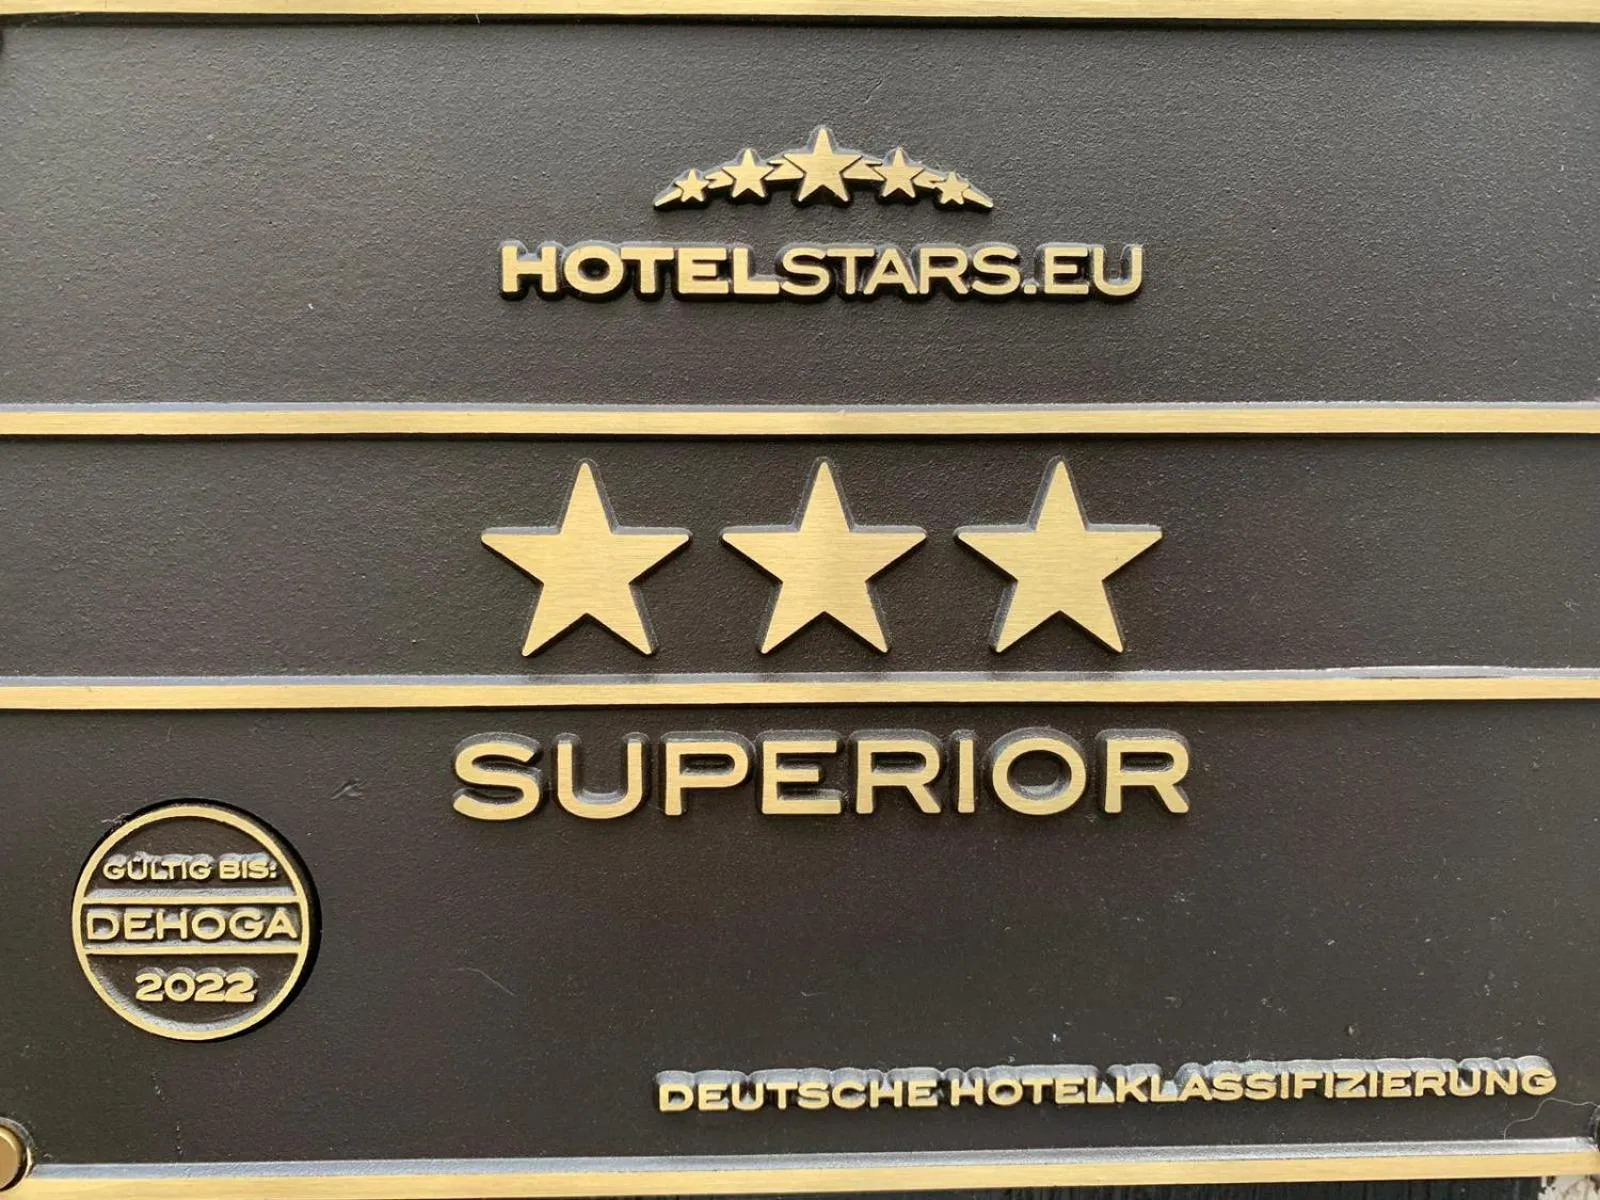 HOTELSTARS.EU
SUPERIOR
GÜLTIG BIS:
DEHOGA
2022
DEUTSCHE HOTELKLASSIFIZIERUNG